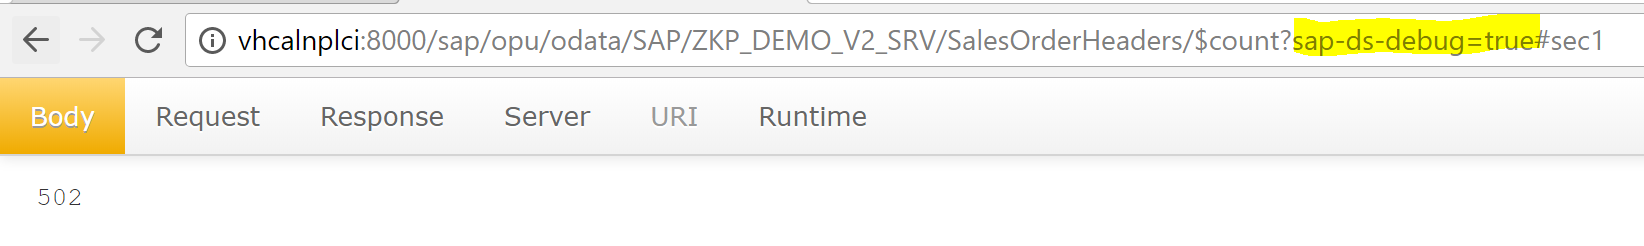 vhcalnplci:8000/sap/opu/odata/SAP/ZKP_DEMO_V2_SRV/SalesOrderHeaders/$count?sap-ds-debug=true#sec1
Body Request Response Server URI Runtime
502